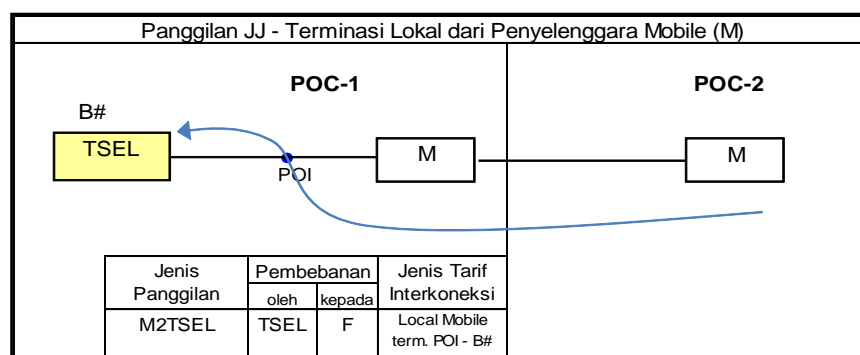 Panggilan JJ - Terminasi Lokal dari Penyelenggara Mobile (M)
POC-1
POC-2
B#
TSEL
M
M
POI
Jenis Panggilan
Pembebanan
Jenis Tarif Interkoneksi
oleh
kepada
M2TSEL
TSEL
F
Local Mobile
term. POI - B#